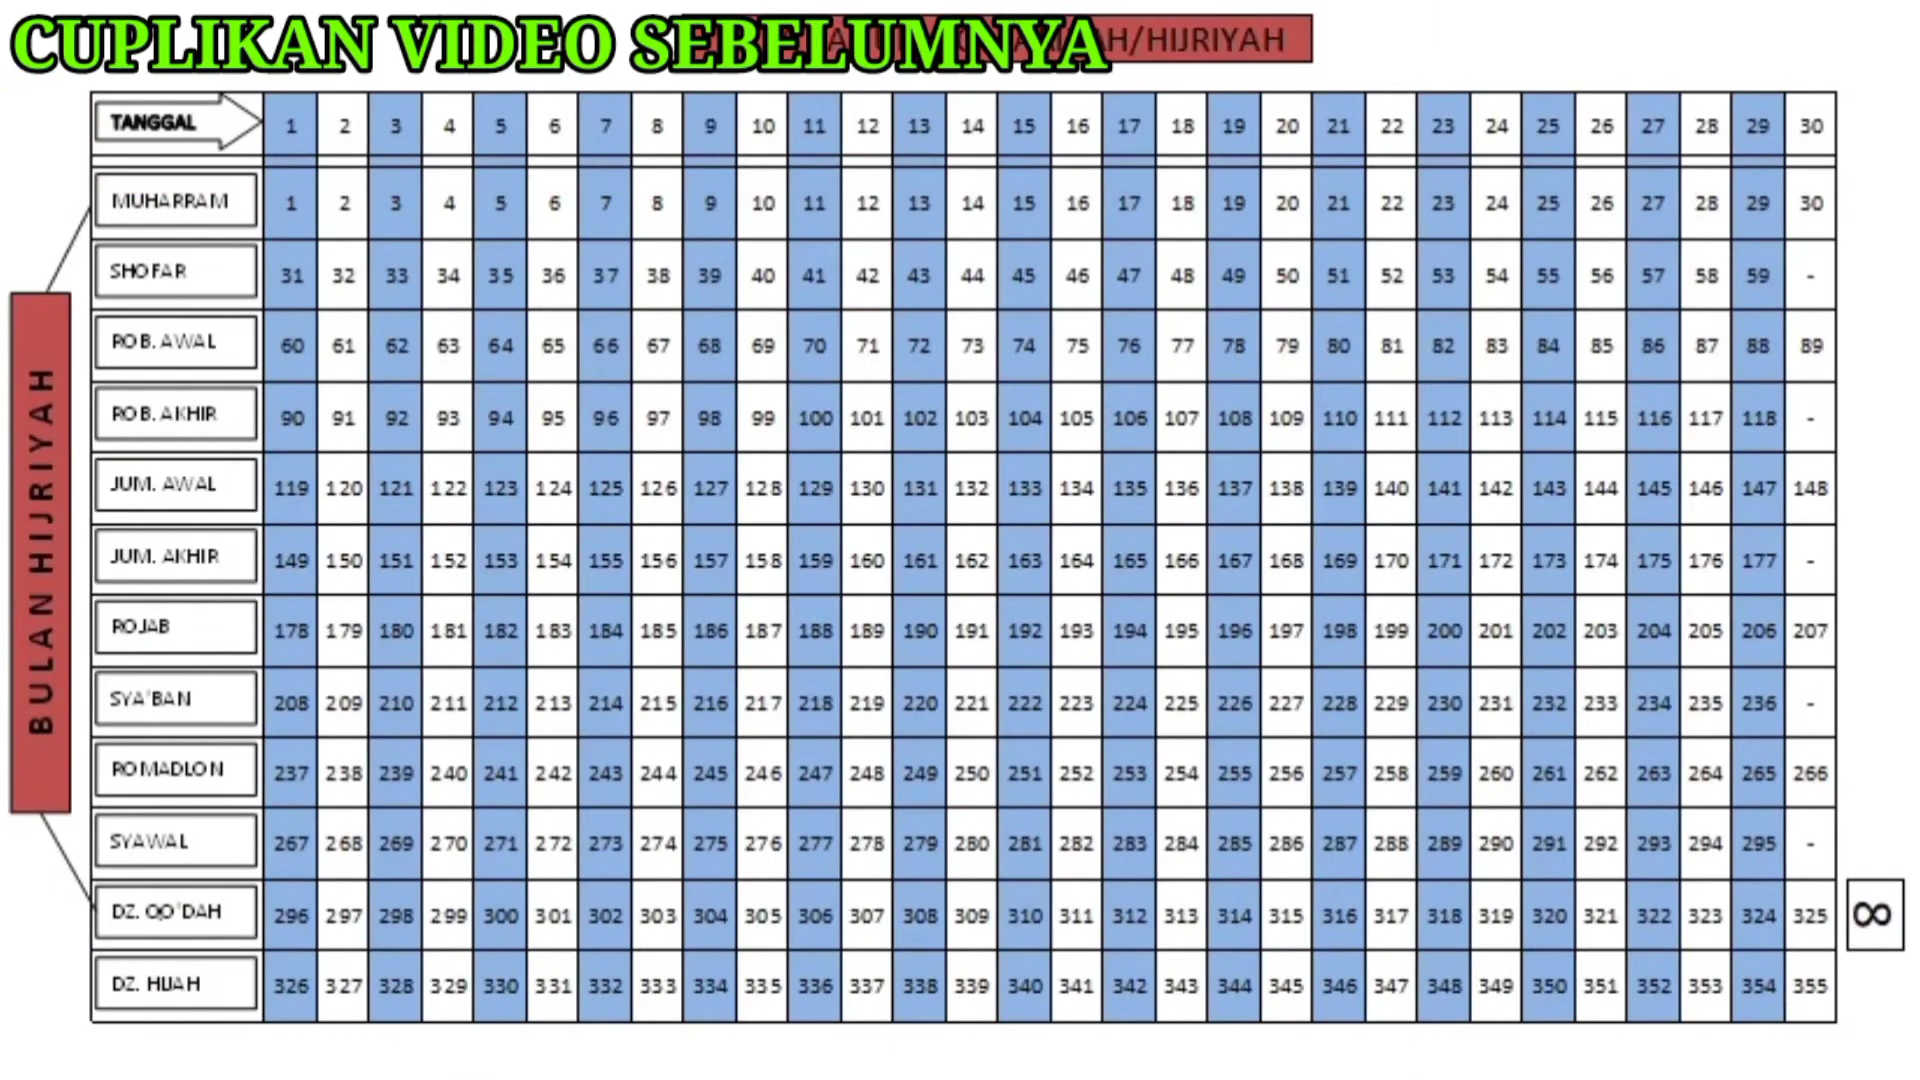 CUPLIKAN VIDEO SEBELUMNYA
AH/HIJRIYAH
TANGGAL 1 2 3 4 5 6 7 8 9 10 11 12 13 14 15 16 17 18 19 20 21 22 23 24 25 26 27 28 29 30
MUHARRAM 1 2 3 4 5 6 7 8 9 10 11 12 13 14 15 16 17 18 19 20 21 22 23 24 25 26 27 28 29 30
SHOFAR 31 32 33 34 35 36 37 38 39 40 41 42 43 44 45 46 47 48 49 50 51 52 53 54 55 56 57 58 59 -
ROB. AWAL 60 61 62 63 64 65 66 67 68 69 70 71 72 73 74 75 76 77 78 79 80 81 82 83 84 85 86 87 88 89
ROB. AKHIR 90 91 92 93 94 95 96 97 98 99 100 101 102 103 104 105 106 107 108 109 110 111 112 113 114 115 116 117 118 -
JUM. AWAL 119 120 121 122 123 124 125 126 127 128 129 130 131 132 133 134 135 136 137 138 139 140 141 142 143 144 145 146 147 148
JUM. AKHIR 149 150 151 152 153 154 155 156 157 158 159 160 161 162 163 164 165 166 167 168 169 170 171 172 173 174 175 176 177 -
ROJAB 178 179 180 181 182 183 184 185 186 187 188 189 190 191 192 193 194 195 196 197 198 199 200 201 202 203 204 205 206 207
SYA'BAN 208 209 210 211 212 213 214 215 216 217 218 219 220 221 222 223 224 225 226 227 228 229 230 231 232 233 234 235 236 -
ROMADLON 237 238 239 240 241 242 243 244 245 246 247 248 249 250 251 252 253 254 255 256 257 258 259 260 261 262 263 264 265 266
SYAWAL 267 268 269 270 271 272 273 274 275 276 277 278 279 280 281 282 283 284 285 286 287 288 289 290 291 292 293 294 295 -
DZ. QO'DAH 296 297 298 299 300 301 302 303 304 305 306 307 308 309 310 311 312 313 314 315 316 317 318 319 320 321 322 323 324 325
DZ. HIJAH 326 327 328 329 330 331 332 333 334 335 336 337 338 339 340 341 342 343 344 345 346 347 348 349 350 351 352 353 354 355
BULAN HIJRIYAH
8